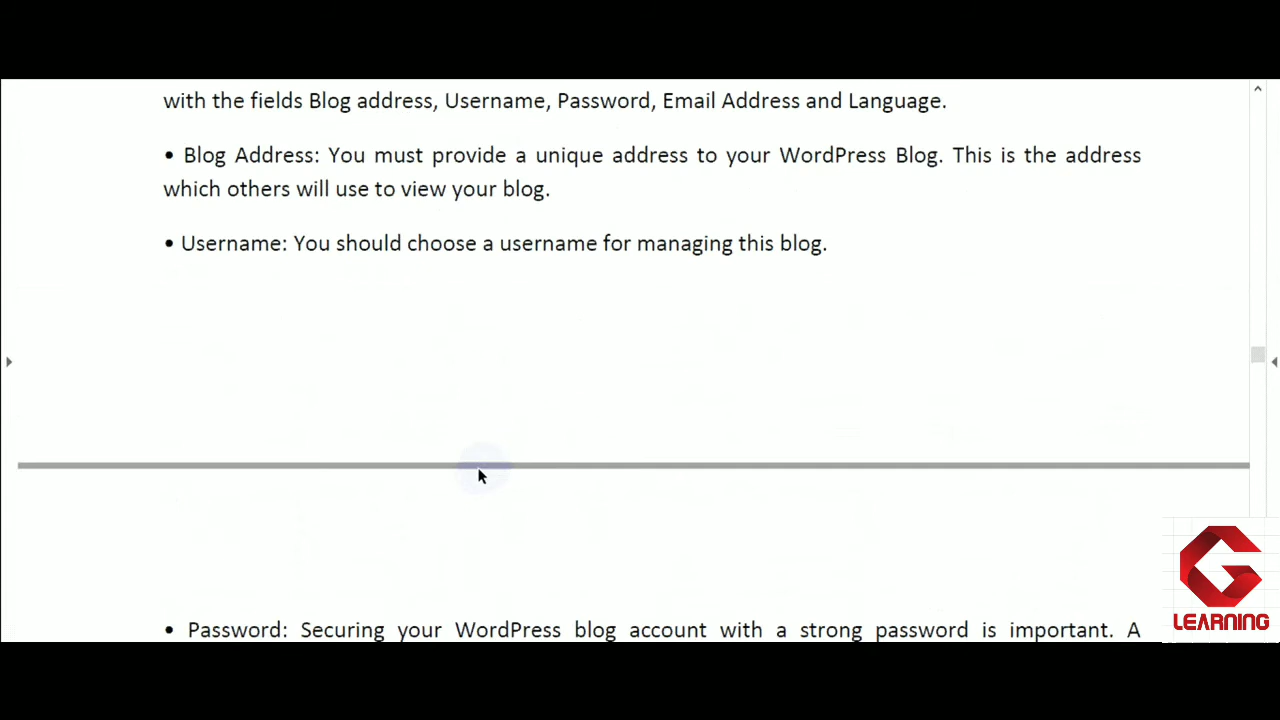 with the fields Blog address, Username, Password, Email Address and Language.
• Blog Address: You must provide a unique address to your WordPress Blog. This is the address
which others will use to view your blog.
• Username: You should choose a username for managing this blog.
• Password: Securing your WordPress blog account with a strong password is important. A
LEARNING